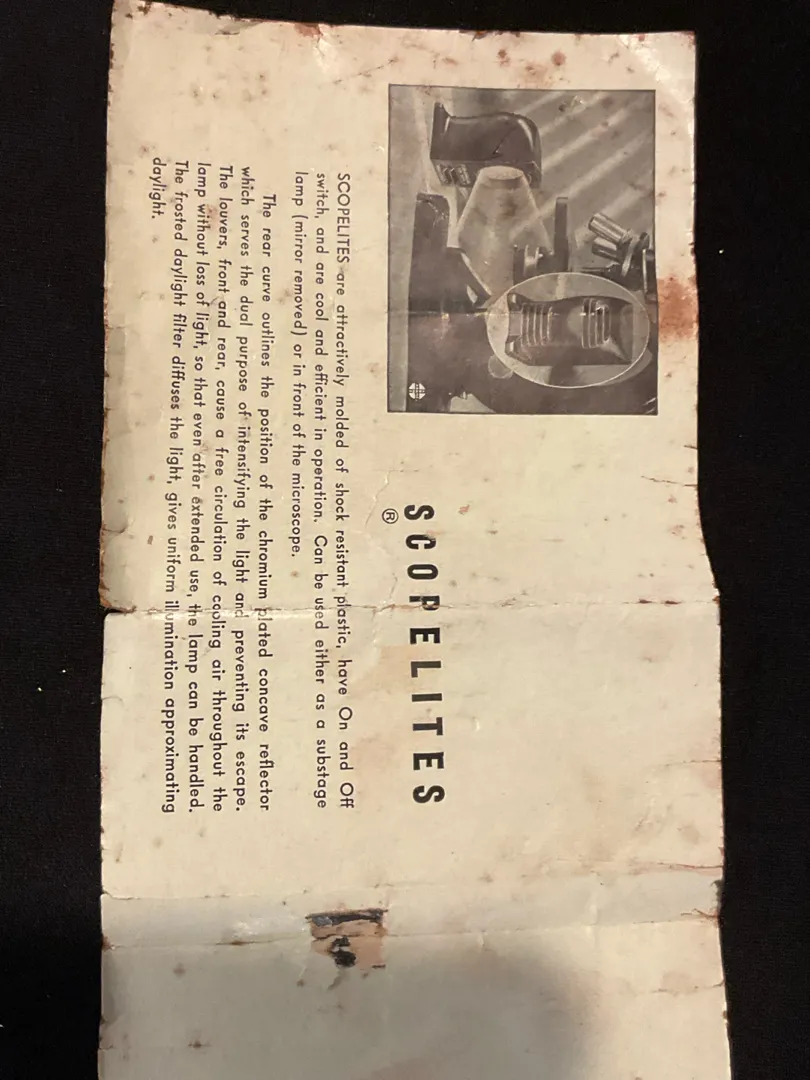 SCOPELITES
®
SCOPELITES are attractively molded of shock resistant plastic, have On and Off
switch, and are cool and efficient in operation. Can be used either as a substage
lamp (mirror removed) or in front of the microscope.
The rear curve outlines the position of the chromium plated concave reflector
which serves the dual purpose of intensifying the light and preventing its escape.
The louvers, front and rear, cause a free circulation of cooling air throughout the
lamp without loss of light, so that even after extended use, the lamp can be handled.
The frosted daylight filter diffuses the light, gives uniform illumination approximating
daylight.